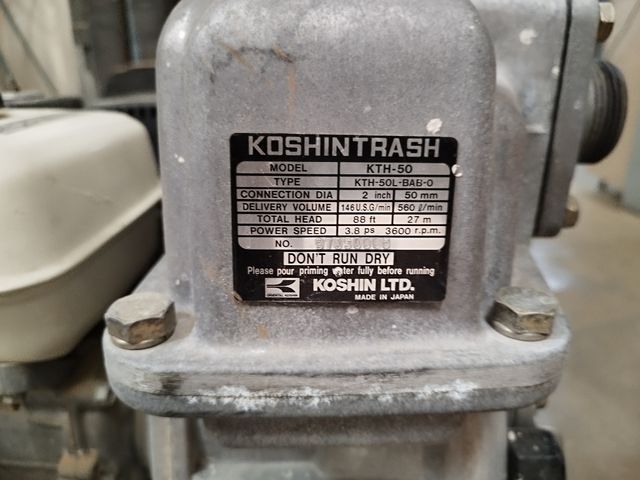 KOSHINTRASH
MODEL KTH-50
TYPE KTH-50L-BAB-0
CONNECTION DIA 2 inch 50 mm
DELIVERY VOLUME 146 U.S.G/min 560 ℓ/min
TOTAL HEAD 88 ft 27 m
POWER SPEED 3.8 ps 3600 r.p.m.
NO.
DON'T RUN DRY
Please pour priming water fully before running
ORIENTAL KOSHIN KOSHIN LTD.
MADE IN JAPAN